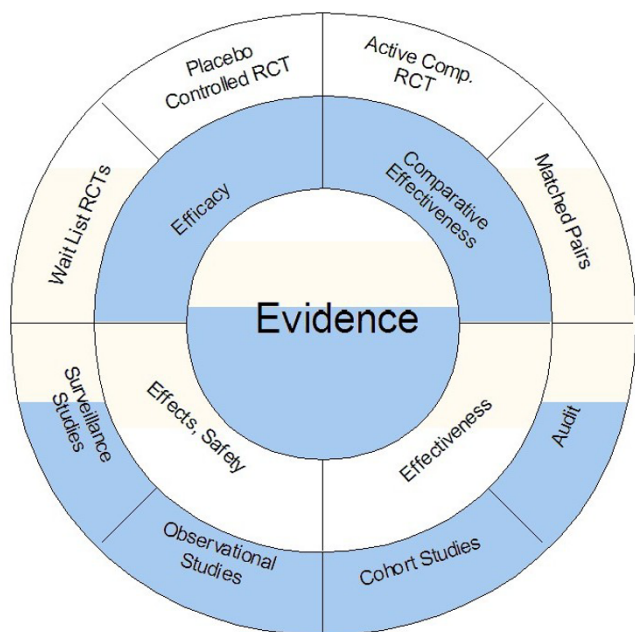 Placebo
Controlled RCT
Active Comp.
RCT
Wait List RCTs
Efficacy
Comparative
Effectiveness
Matched Pairs
Evidence
Surveillance
Studies
Effects, Safety
Effectiveness
Audit
Observational
Studies
Cohort Studies